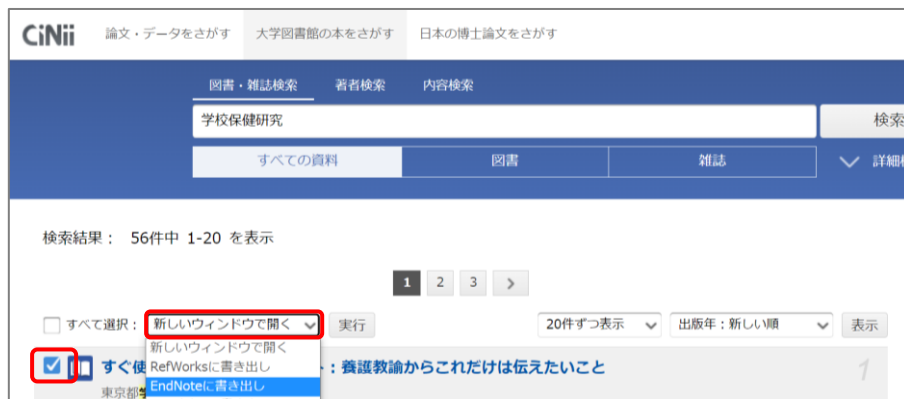 CiNii 論文・データをさがす 大学図書館の本をさがす 日本の博士論文をさがす
図書・雑誌検索 著者検索 内容検索
学校保健研究 検索
すべての資料 図書 雑誌 詳細
検索結果: 56件中 1-20 を表示
1 2 3 >
すべて選択: 新しいウィンドウで開く 実行 20件ずつ表示 出版年:新しい順 表示
新しいウィンドウで開く
RefWorksに書き出し
すぐ使 ト:養護教諭からこれだけは伝えたいこと 1
EndNoteに書き出し
東京都学